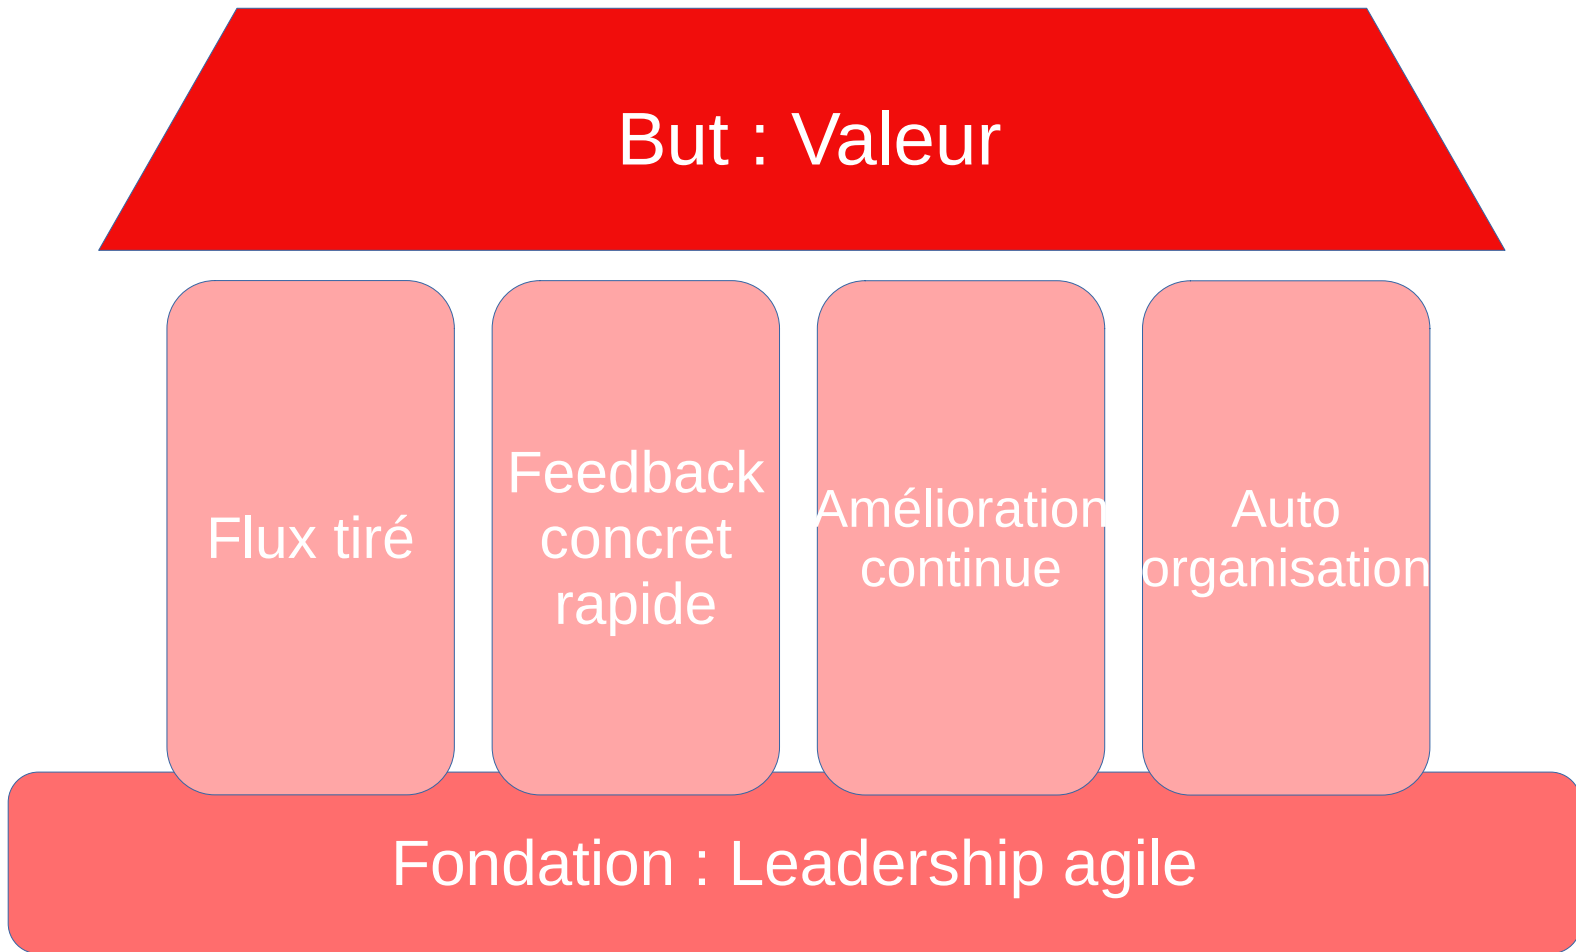 But : Valeur
Flux tiré
Feedback
concret
rapide
Amélioration
continue
Auto
organisation
Fondation : Leadership agile